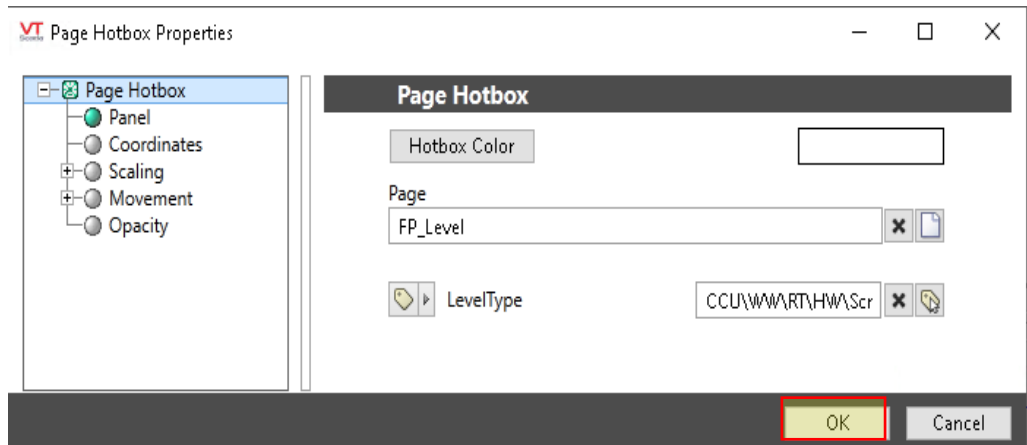 VT Scada Page Hotbox Properties
Page Hotbox
Panel
Coordinates
Scaling
Movement
Opacity
Page Hotbox
Hotbox Color
Page
FP_Level
LevelType CCU\WW\RT\HW\Scr
OK Cancel